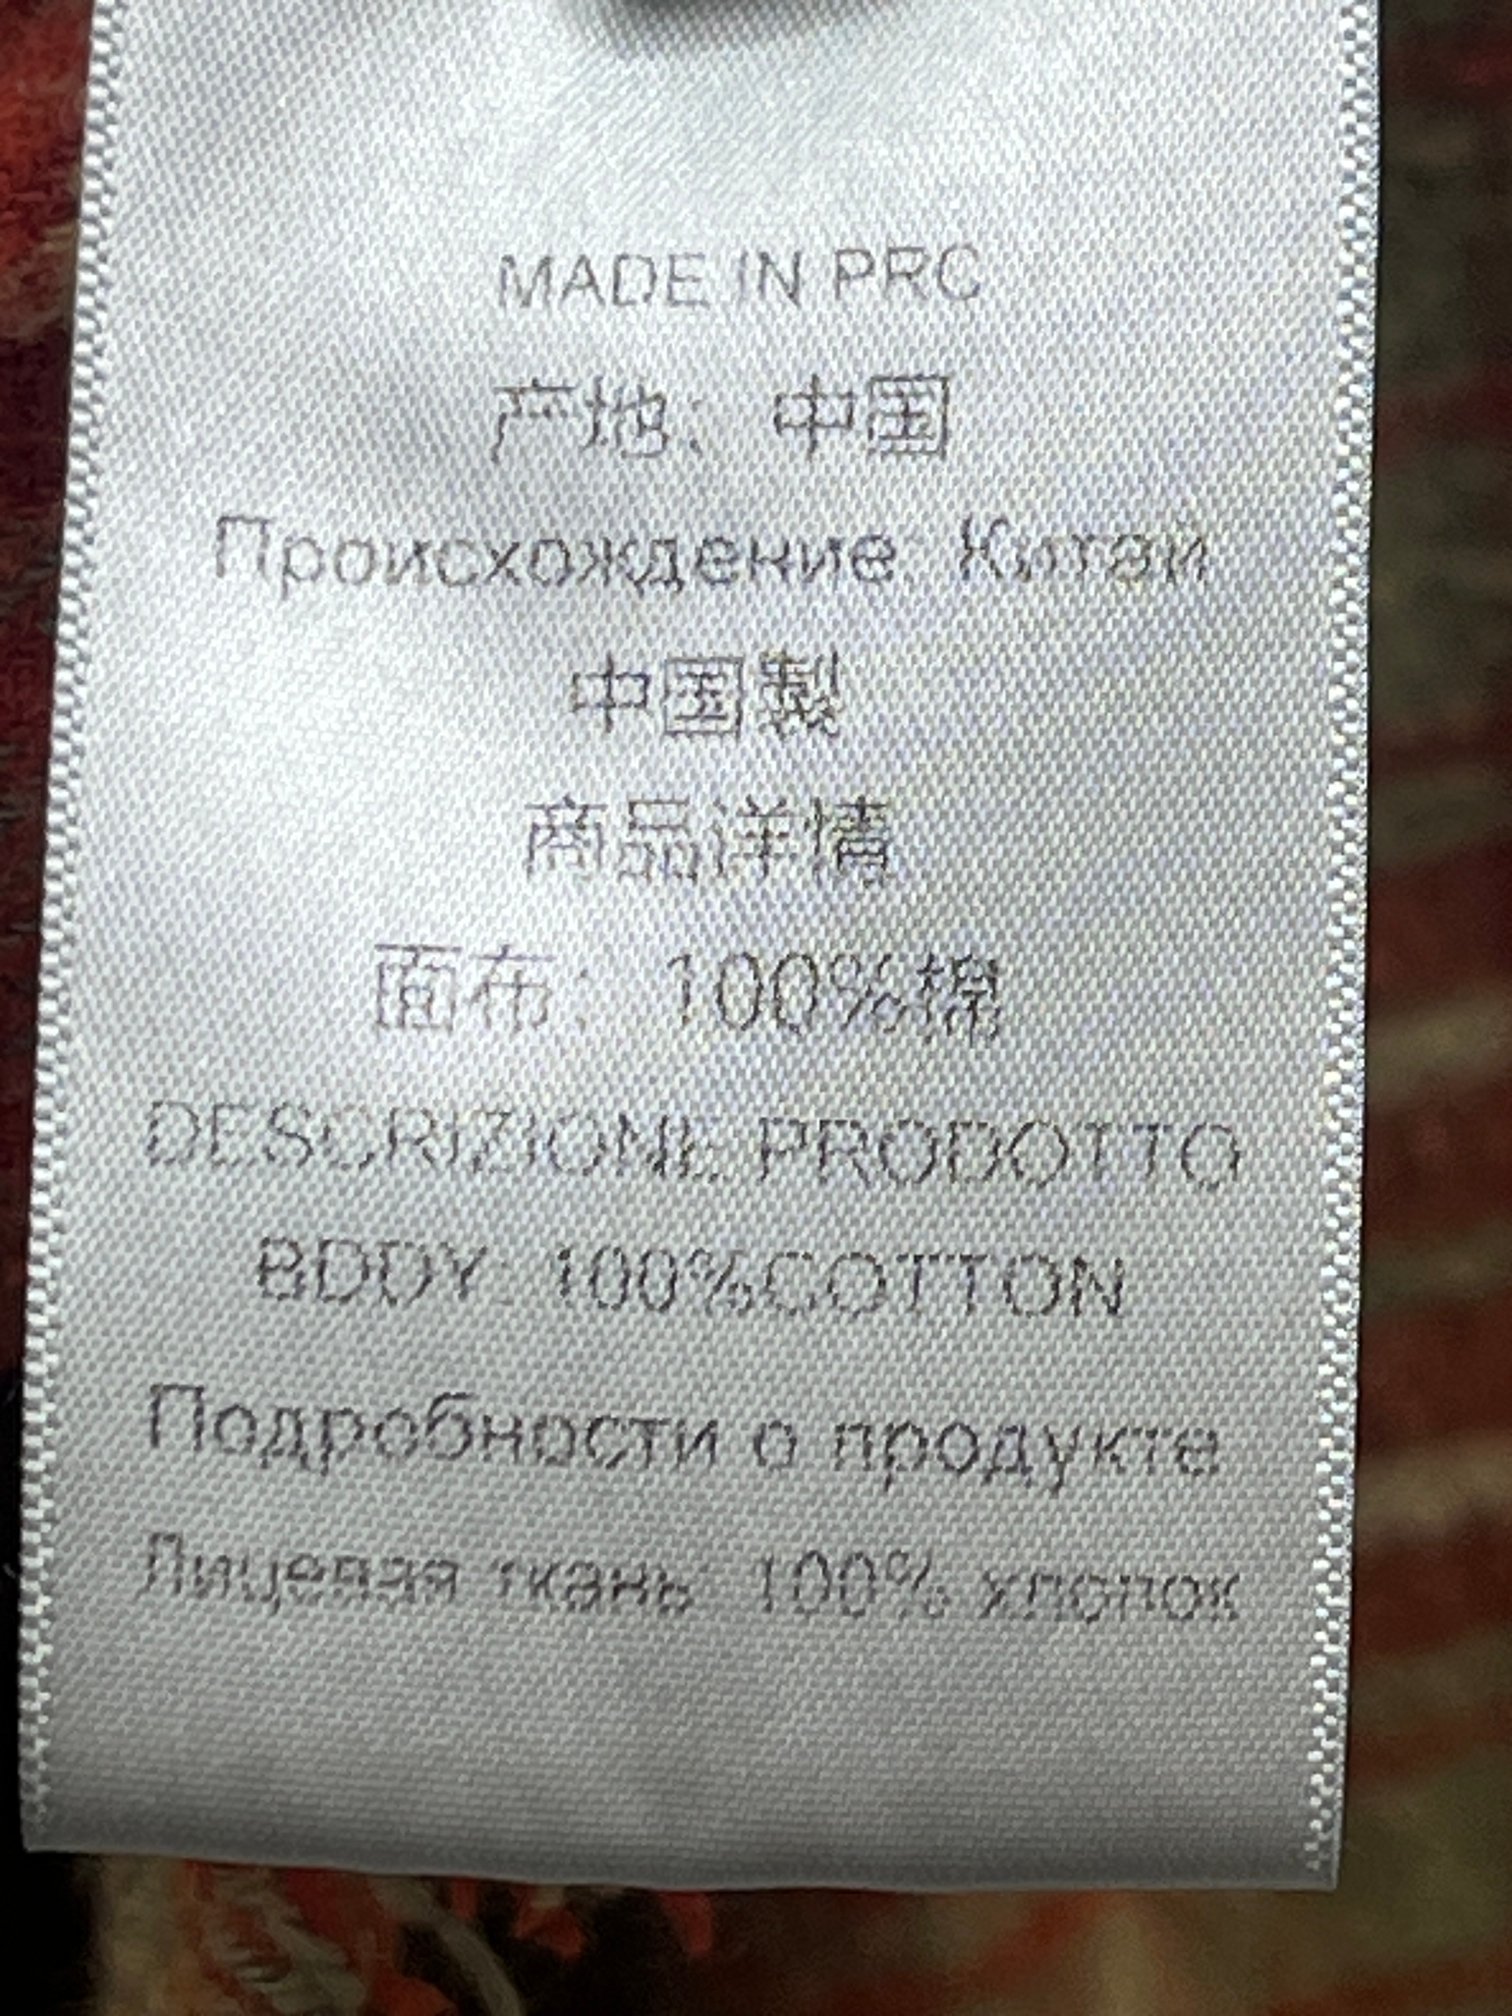 MADE IN PRC
产地：中国
Происхождение: Китай
中国製
商品详情
面布：100%棉
DESCRIZIONE PRODOTTO
BDDY: 100%COTTON
Подробности о продукте
Лицевая ткань: 100% хлопок